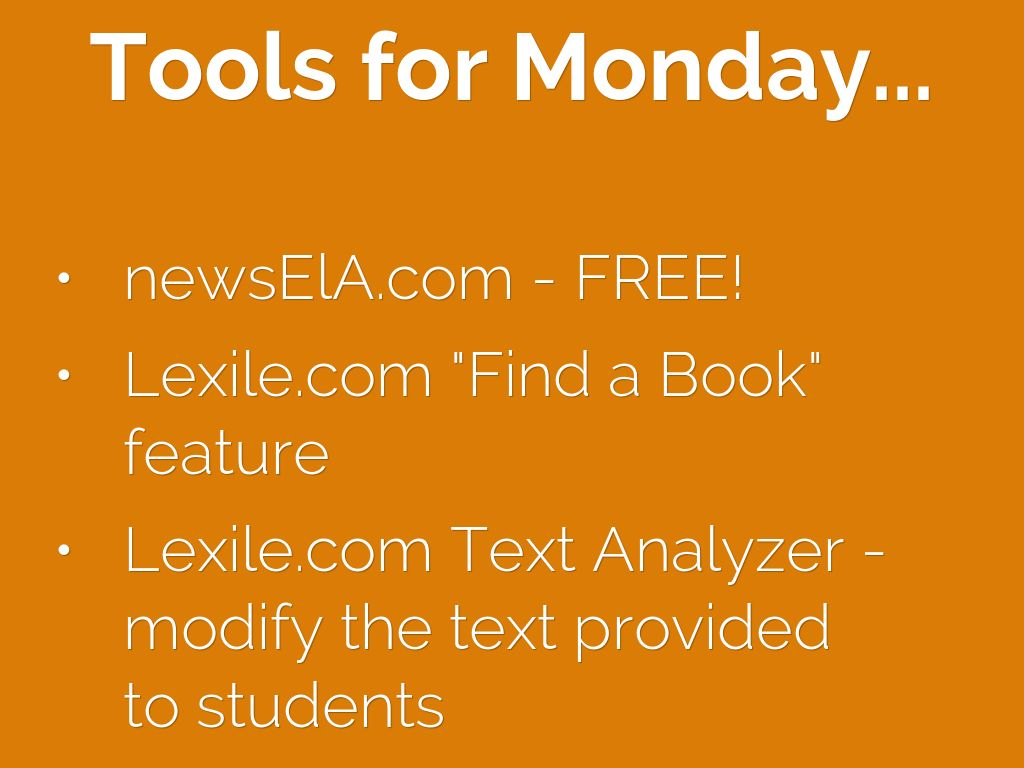 Tools for Monday...
• newsElA.com - FREE!
• Lexile.com "Find a Book"
feature
• Lexile.com Text Analyzer -
modify the text provided
to students